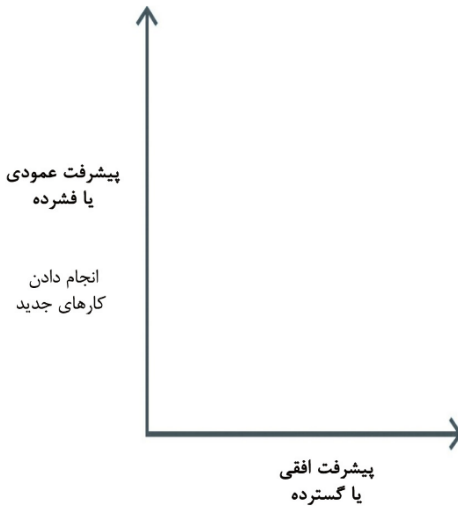 پیشرفت عمودی
یا فشرده
انجام دادن
کارهای جدید
پیشرفت افقی
یا گسترده